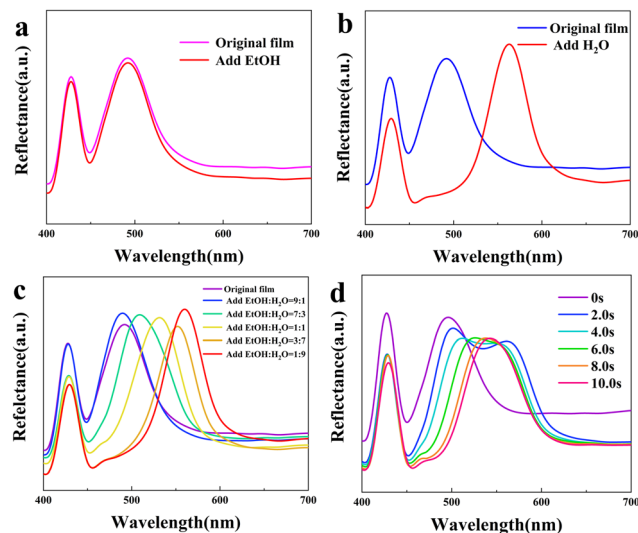 a
Original film
Add EtOH
Reflectance(a.u.)
400 500 600 700
Wavelength(nm)
b
Original film
Add H₂O
Reflectance(a.u.)
400 500 600 700
Wavelength(nm)
c
Original film
Add EtOH:H₂O=9:1
Add EtOH:H₂O=7:3
Add EtOH:H₂O=1:1
Add EtOH:H₂O=3:7
Add EtOH:H₂O=1:9
Refelctance(a.u.)
400 500 600 700
Wavelength(nm)
d
0s
2.0s
4.0s
6.0s
8.0s
10.0s
Reflectance(a.u.)
400 500 600 700
Wavelength(nm)